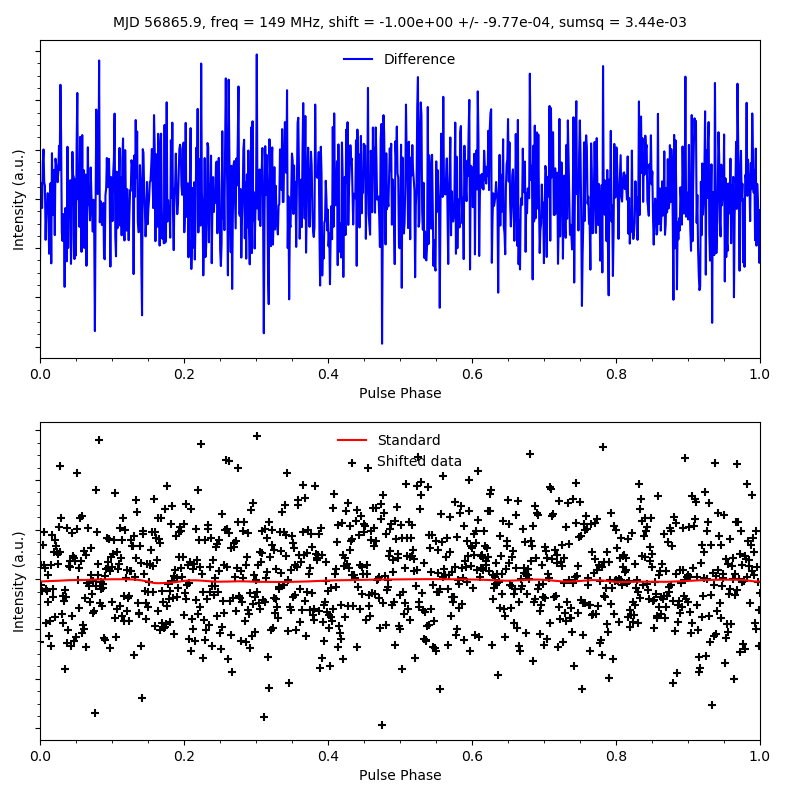 MJD 56865.9, freq = 149 MHz, shift = -1.00e+00 +/- -9.77e-04, sumsq = 3.44e-03
Difference
Intensity (a.u.)
0.0 0.2 0.4 0.6 0.8 1.0
Pulse Phase
Standard
Shifted data
Intensity (a.u.)
0.0 0.2 0.4 0.6 0.8 1.0
Pulse Phase